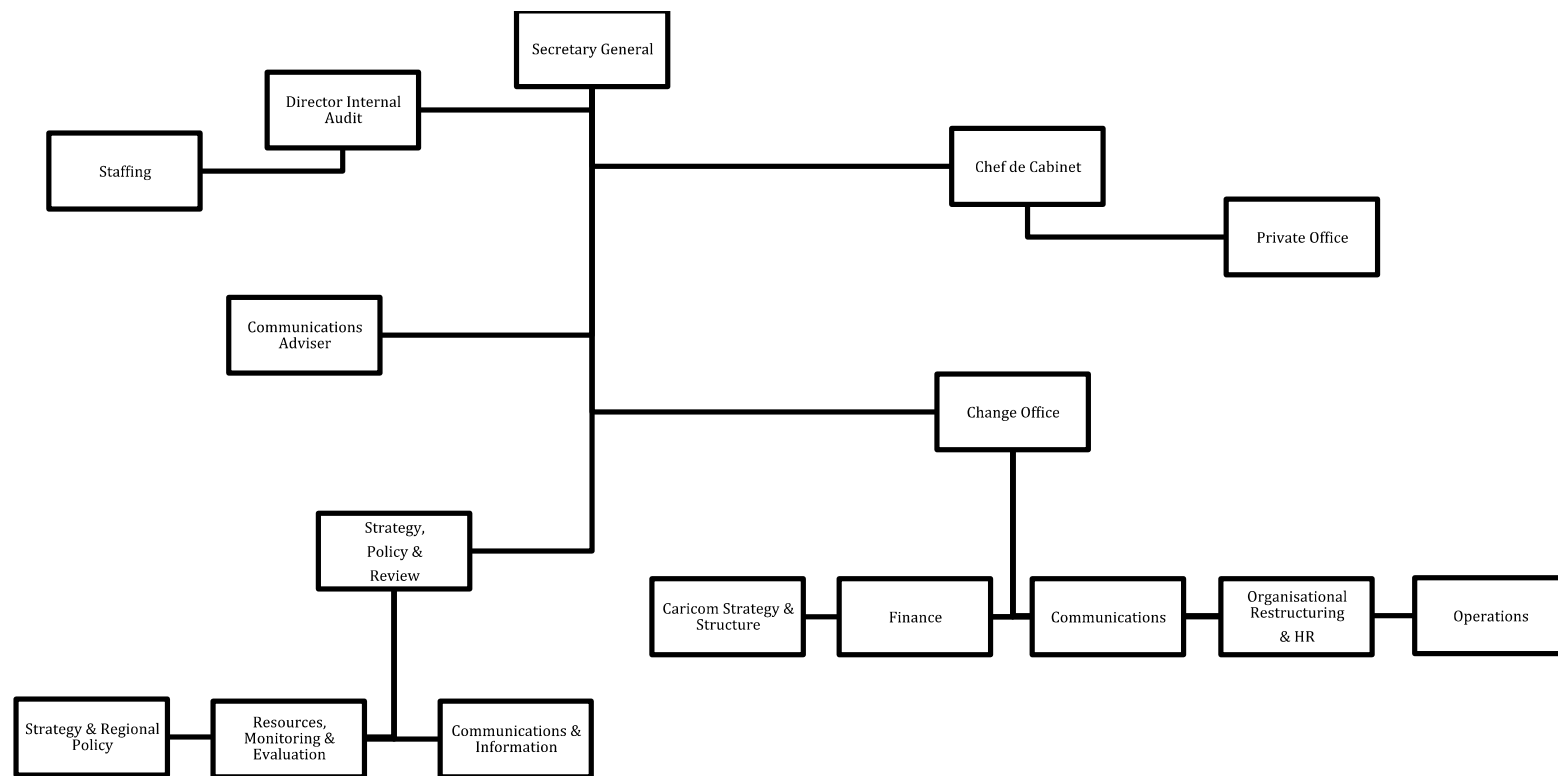 Secretary General
Director Internal
Audit
Staffing
Chef de Cabinet
Private Office
Communications
Adviser
Change Office
Strategy,
Policy &
Review
Caricom Strategy &
Structure
Finance
Communications
Organisational
Restructuring
& HR
Operations
Strategy & Regional
Policy
Resources,
Monitoring &
Evaluation
Communications &
Information